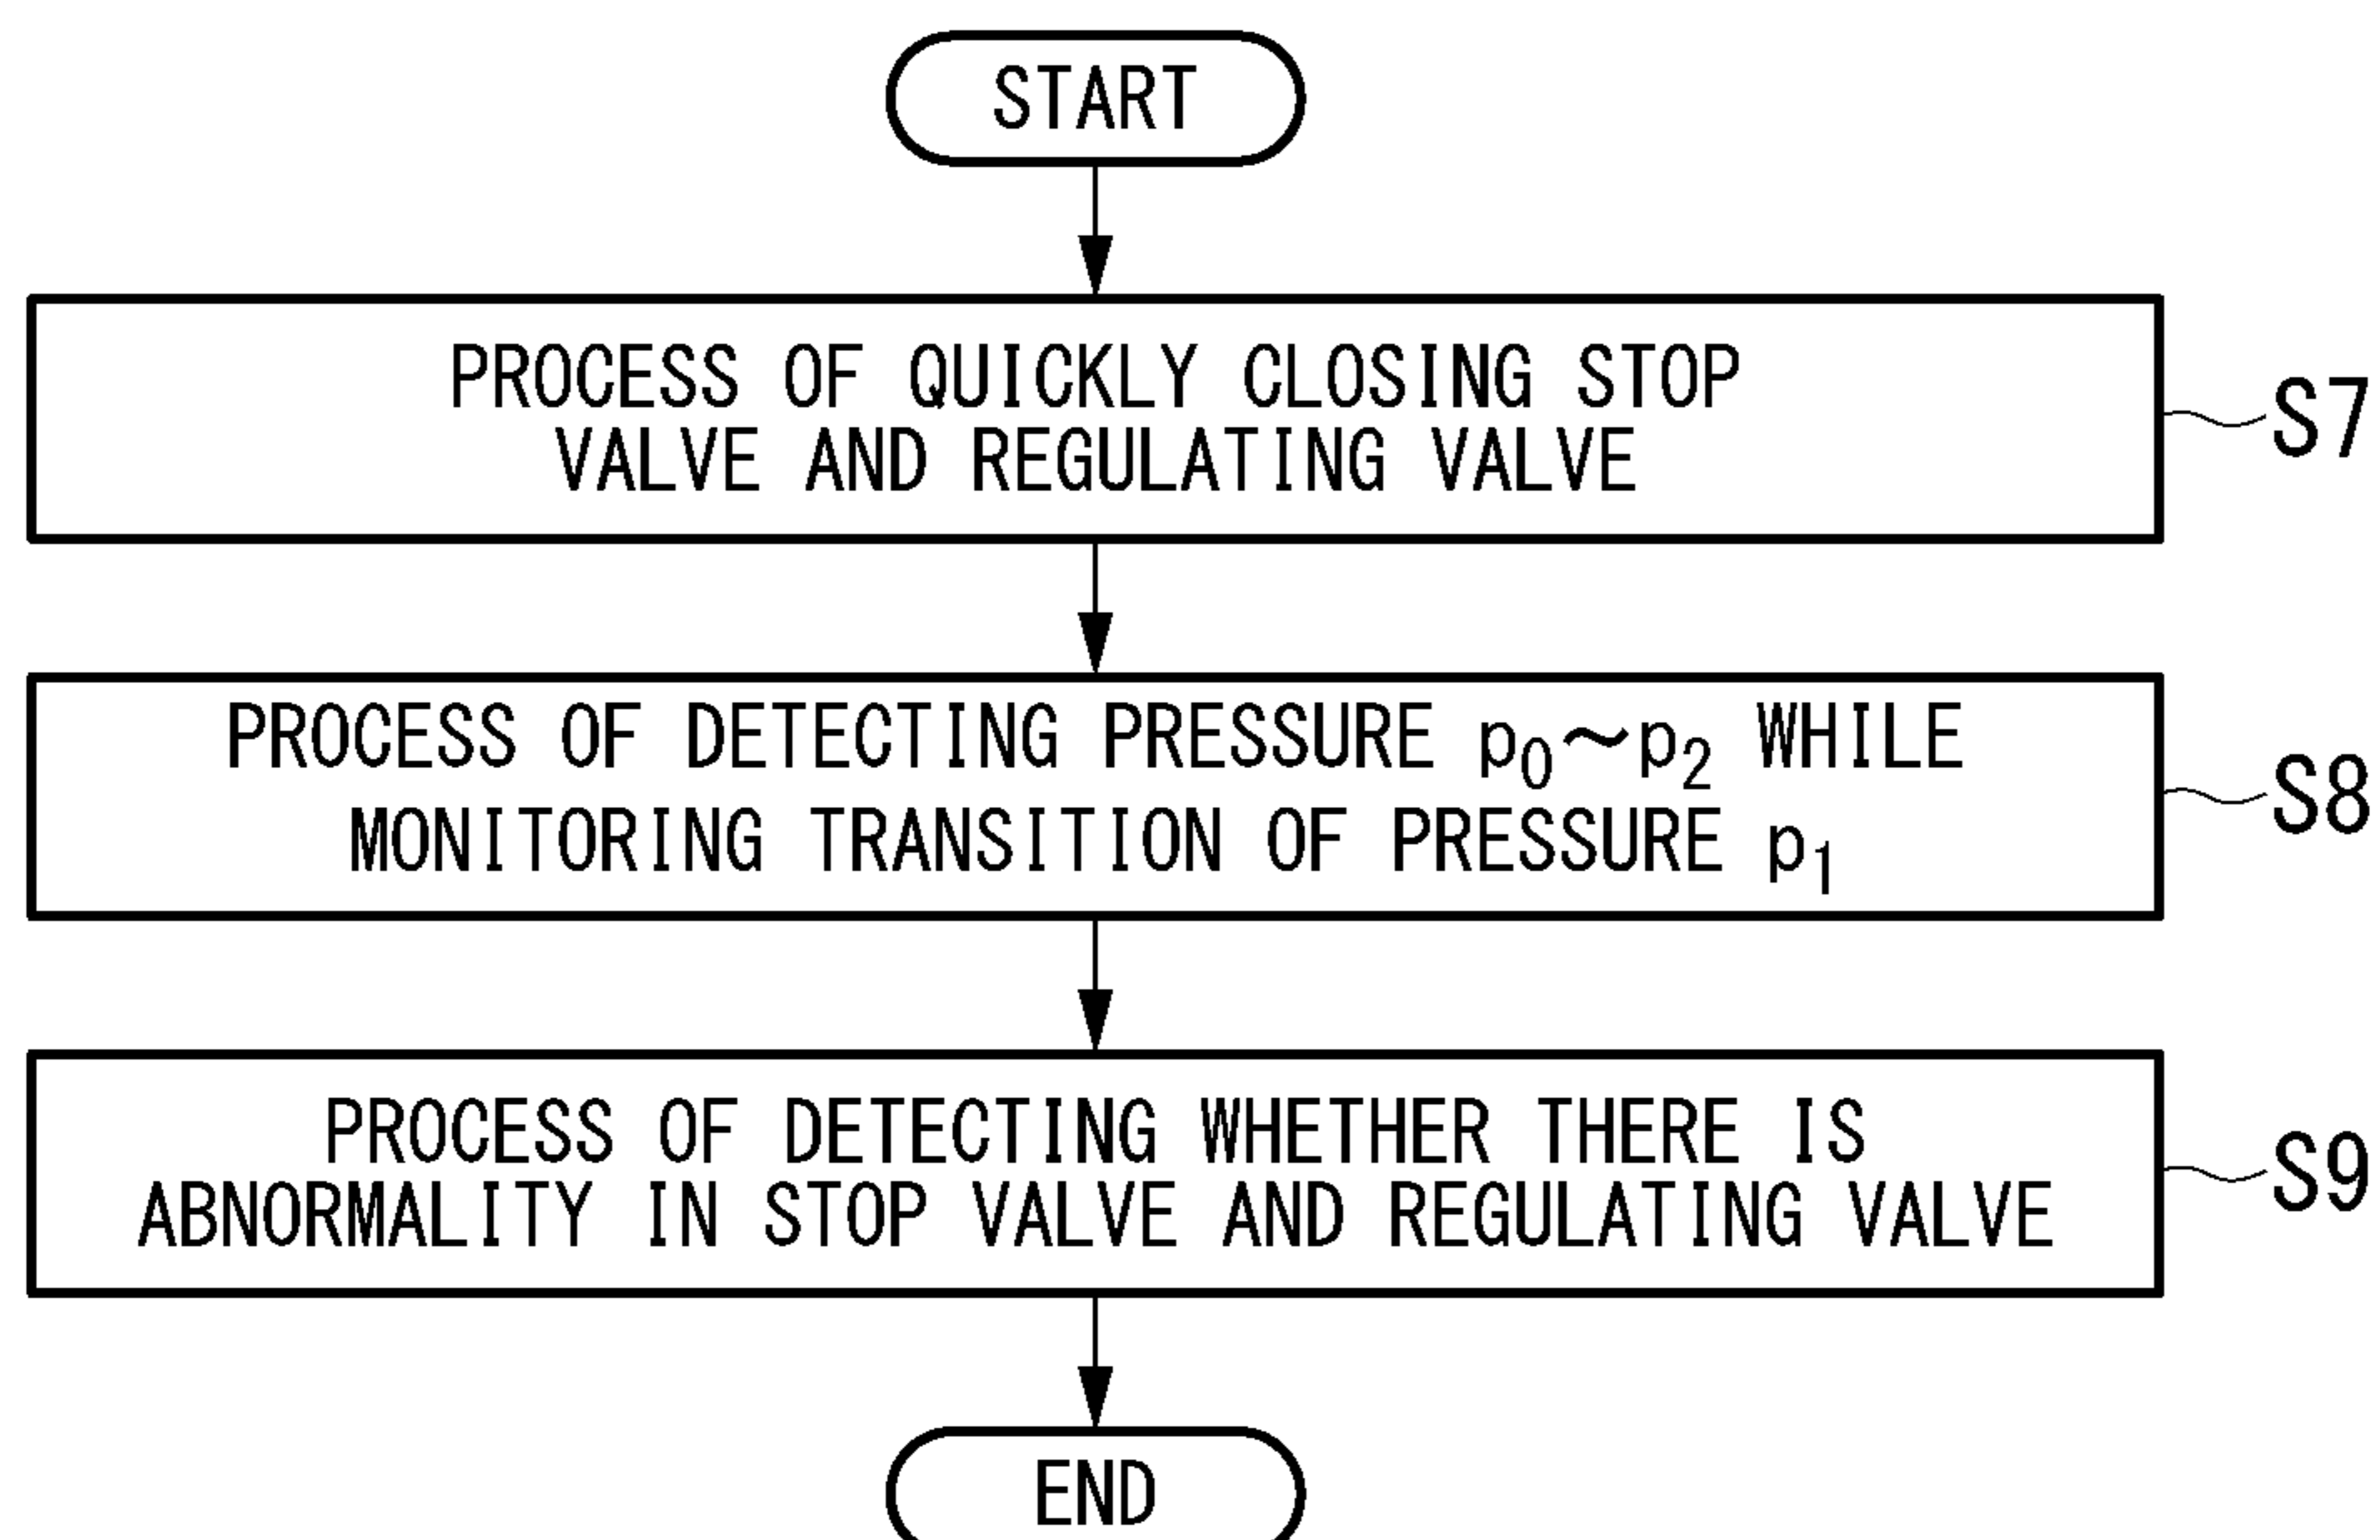 START
PROCESS OF QUICKLY CLOSING STOP
VALVE AND REGULATING VALVE
S7
PROCESS OF DETECTING PRESSURE p₀~p₂ WHILE
MONITORING TRANSITION OF PRESSURE p₁
S8
PROCESS OF DETECTING WHETHER THERE IS
ABNORMALITY IN STOP VALVE AND REGULATING VALVE
S9
END